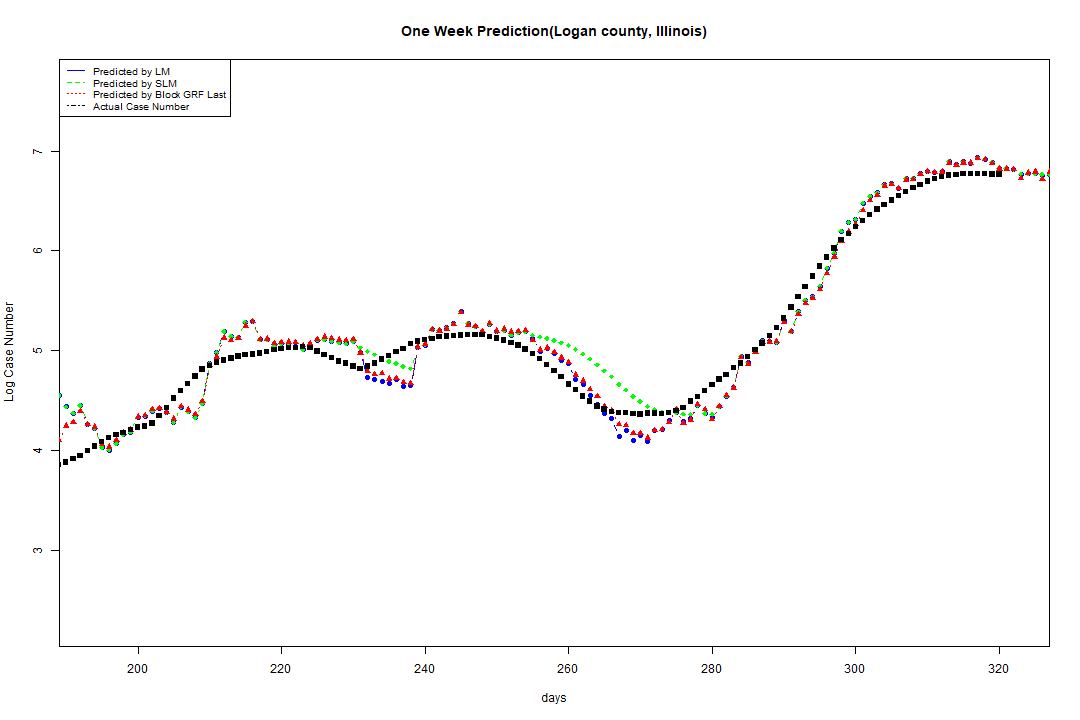 One Week Prediction(Logan county, Illinois)
Predicted by LM
Predicted by SLM
Predicted by Block GRF Last
Actual Case Number
7
6
5
4
3
Log Case Number
200 220 240 260 280 300 320
days